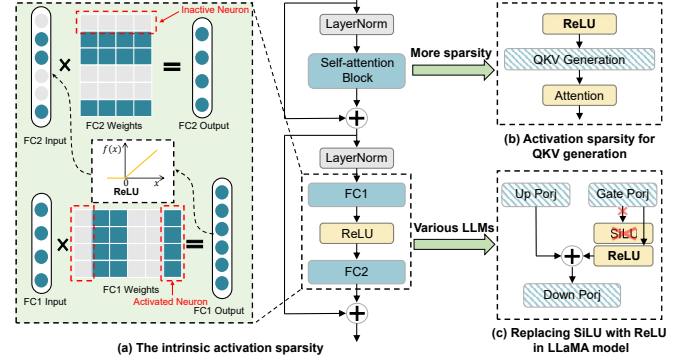 Inactive Neuron
FC2 Input
FC2 Weights
FC2 Output
f(x)
0
x
ReLU
FC1 Input
FC1 Weights
Activated Neuron
FC1 Output
LayerNorm
Self-attention
Block
LayerNorm
FC1
ReLU
FC2
(a) The intrinsic activation sparsity
More sparsity
Various LLMs
ReLU
QKV Generation
Attention
(b) Activation sparsity for
QKV generation
Up Porj
Gate Porj
SiLU
ReLU
Down Porj
(c) Replacing SiLU with ReLU
in LLaMA model